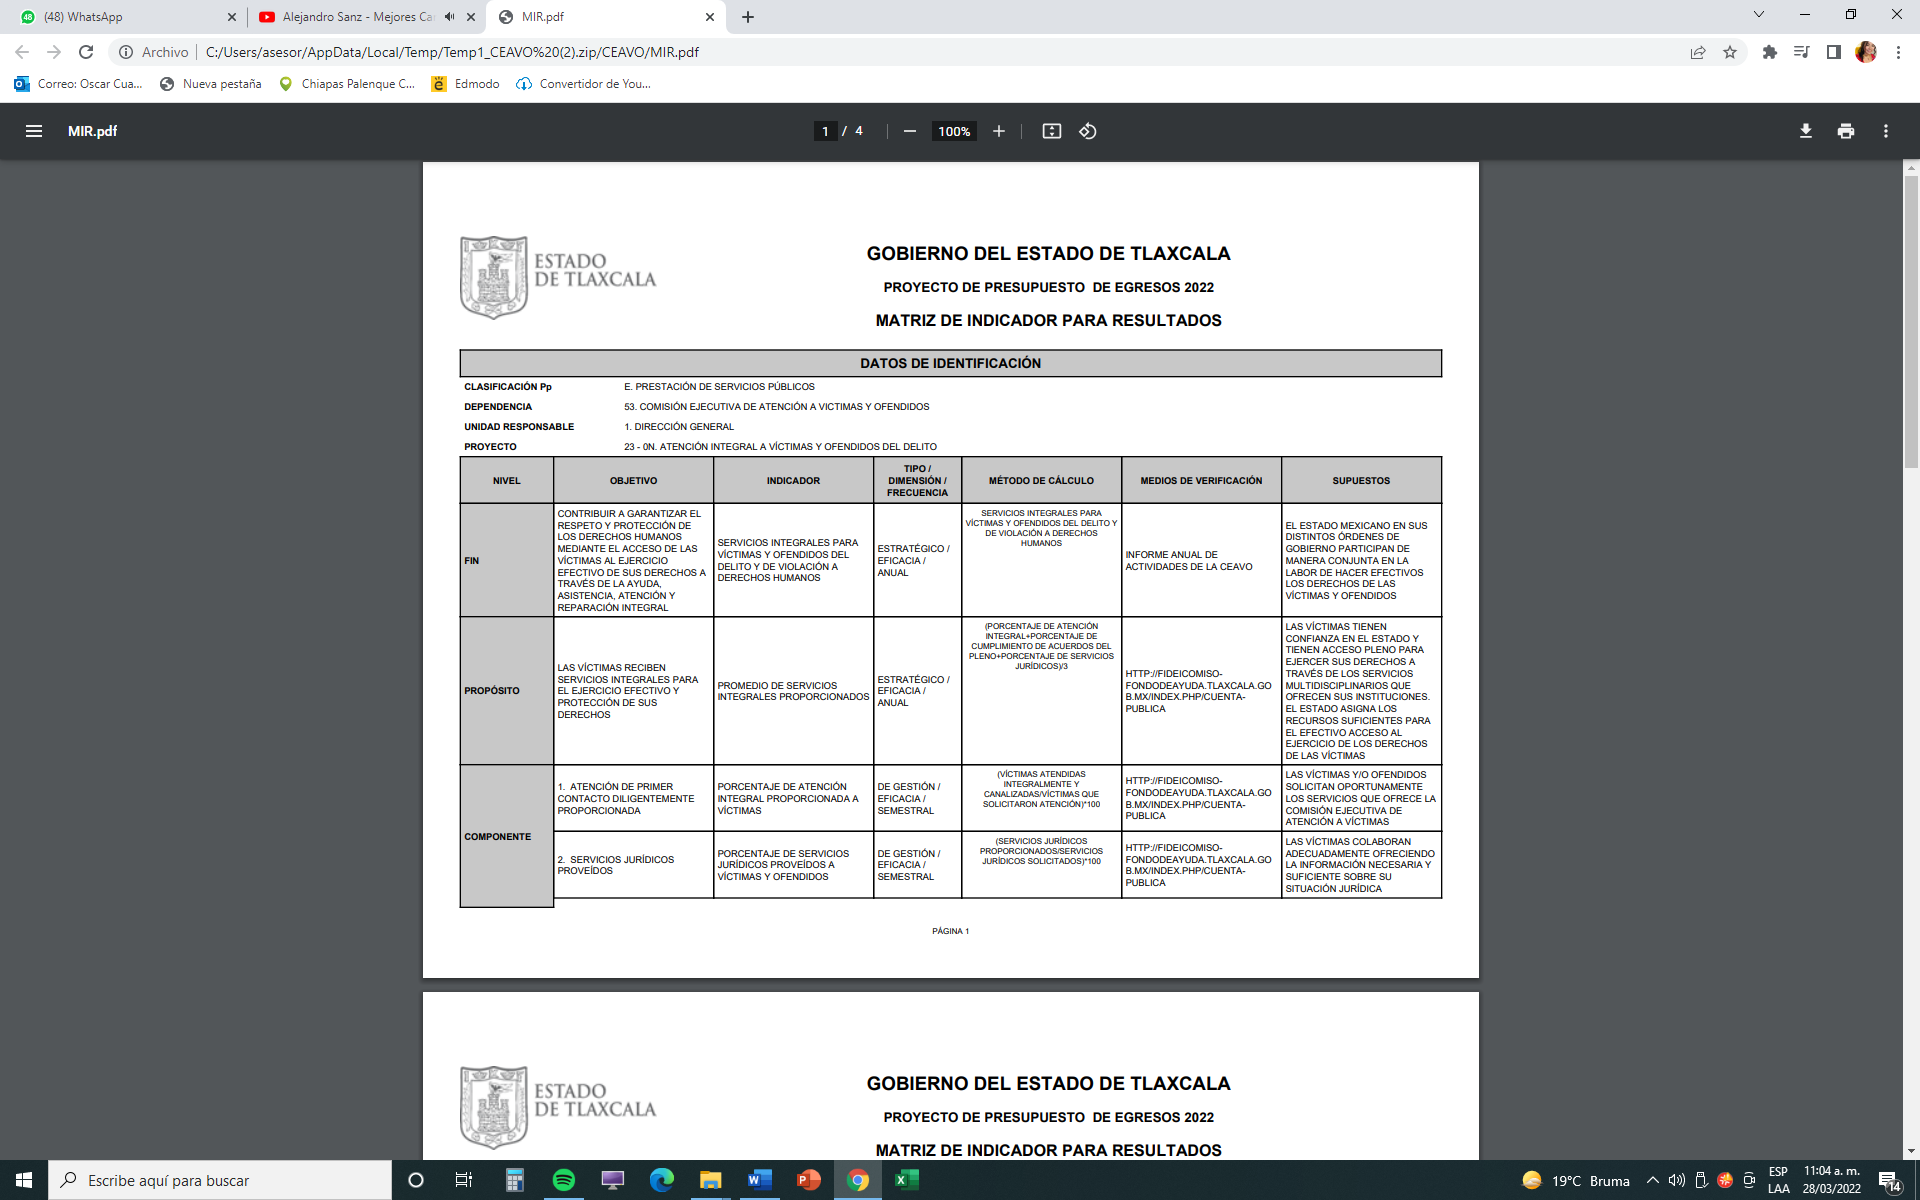 (48) WhatsApp
Alejandro Sanz - Mejores Ca
MIR.pdf
Archivo
C:/Users/asesor/AppData/Local/Temp/Temp1_CEAVO%20(2).zip/CEAVO/MIR.pdf
Correo: Oscar Cua...
Nueva pestaña
Chiapas Palenque C...
Edmodo
Convertidor de You...
MIR.pdf
1 / 4
100%
ESTADO
DE TLAXCALA
GOBIERNO DEL ESTADO DE TLAXCALA
PROYECTO DE PRESUPUESTO DE EGRESOS 2022
MATRIZ DE INDICADOR PARA RESULTADOS
DATOS DE IDENTIFICACIÓN
CLASIFICACIÓN Pp E. PRESTACIÓN DE SERVICIOS PÚBLICOS
DEPENDENCIA 53. COMISIÓN EJECUTIVA DE ATENCIÓN A VICTIMAS Y OFENDIDOS
UNIDAD RESPONSABLE 1. DIRECCIÓN GENERAL
PROYECTO 23 - 0N. ATENCIÓN INTEGRAL A VÍCTIMAS Y OFENDIDOS DEL DELITO
NIVEL
OBJETIVO
INDICADOR
TIPO /
DIMENSIÓN /
FRECUENCIA
MÉTODO DE CÁLCULO
MEDIOS DE VERIFICACIÓN
SUPUESTOS
FIN
CONTRIBUIR A GARANTIZAR EL
RESPETO Y PROTECCIÓN DE
LOS DERECHOS HUMANOS
MEDIANTE EL ACCESO DE LAS
VÍCTIMAS AL EJERCICIO
EFECTIVO DE SUS DERECHOS A
TRAVÉS DE LA AYUDA,
ASISTENCIA, ATENCIÓN Y
REPARACIÓN INTEGRAL
SERVICIOS INTEGRALES PARA
VÍCTIMAS Y OFENDIDOS DEL
DELITO Y DE VIOLACIÓN A
DERECHOS HUMANOS
ESTRATÉGICO /
EFICACIA /
ANUAL
SERVICIOS INTEGRALES PARA
VÍCTIMAS Y OFENDIDOS DEL DELITO Y
DE VIOLACIÓN A DERECHOS
HUMANOS
INFORME ANUAL DE
ACTIVIDADES DE LA CEAVO
EL ESTADO MEXICANO EN SUS
DISTINTOS ÓRDENES DE
GOBIERNO PARTICIPAN DE
MANERA CONJUNTA EN LA
LABOR DE HACER EFECTIVOS
LOS DERECHOS DE LAS
VÍCTIMAS Y OFENDIDOS
PROPÓSITO
LAS VÍCTIMAS RECIBEN
SERVICIOS INTEGRALES PARA
EL EJERCICIO EFECTIVO Y
PROTECCIÓN DE SUS
DERECHOS
PROMEDIO DE SERVICIOS
INTEGRALES PROPORCIONADOS
ESTRATÉGICO /
EFICACIA /
ANUAL
(PORCENTAJE DE ATENCIÓN
INTEGRAL+PORCENTAJE DE
CUMPLIMIENTO DE ACUERDOS DEL
PLENO+PORCENTAJE DE SERVICIOS
JURÍDICOS)/3
HTTP://FIDEICOMISO-
FONDODEAYUDA.TLAXCALA.GO
B.MX/INDEX.PHP/CUENTA-
PUBLICA
LAS VÍCTIMAS TIENEN
CONFIANZA EN EL ESTADO Y
TIENEN ACCESO PLENO PARA
EJERCER SUS DERECHOS A
TRAVÉS DE LOS SERVICIOS
MULTIDISCIPLINARIOS QUE
OFRECEN SUS INSTITUCIONES.
EL ESTADO ASIGNA LOS
RECURSOS SUFICIENTES PARA
EL EFECTIVO ACCESO AL
EJERCICIO DE LOS DERECHOS
DE LAS VÍCTIMAS
COMPONENTE
1. ATENCIÓN DE PRIMER
CONTACTO DILIGENTEMENTE
PROPORCIONADA
PORCENTAJE DE ATENCIÓN
INTEGRAL PROPORCIONADA A
VÍCTIMAS
DE GESTIÓN /
EFICACIA /
SEMESTRAL
(VÍCTIMAS ATENDIDAS
INTEGRALMENTE Y
CANALIZADAS/VÍCTIMAS QUE
SOLICITARON ATENCIÓN)*100
HTTP://FIDEICOMISO-
FONDODEAYUDA.TLAXCALA.GO
B.MX/INDEX.PHP/CUENTA-
PUBLICA
LAS VÍCTIMAS Y/O OFENDIDOS
SOLICITAN OPORTUNAMENTE
LOS SERVICIOS QUE OFRECE LA
COMISIÓN EJECUTIVA DE
ATENCIÓN A VÍCTIMAS
2. SERVICIOS JURÍDICOS
PROVEÍDOS
PORCENTAJE DE SERVICIOS
JURÍDICOS PROVEÍDOS A
VÍCTIMAS Y OFENDIDOS
DE GESTIÓN /
EFICACIA /
SEMESTRAL
(SERVICIOS JURÍDICOS
PROPORCIONADOS/SERVICIOS
JURÍDICOS SOLICITADOS)*100
HTTP://FIDEICOMISO-
FONDODEAYUDA.TLAXCALA.GO
B.MX/INDEX.PHP/CUENTA-
PUBLICA
LAS VÍCTIMAS COLABORAN
ADECUADAMENTE OFRECIENDO
LA INFORMACIÓN NECESARIA Y
SUFICIENTE SOBRE SU
SITUACIÓN JURÍDICA
PÁGINA 1
ESTADO
DE TLAXCALA
GOBIERNO DEL ESTADO DE TLAXCALA
PROYECTO DE PRESUPUESTO DE EGRESOS 2022
MATRIZ DE INDICADOR PARA RESULTADOS
Escribe aquí para buscar
19°C Bruma
ESP
LAA
11:04 a. m.
28/03/2022
14